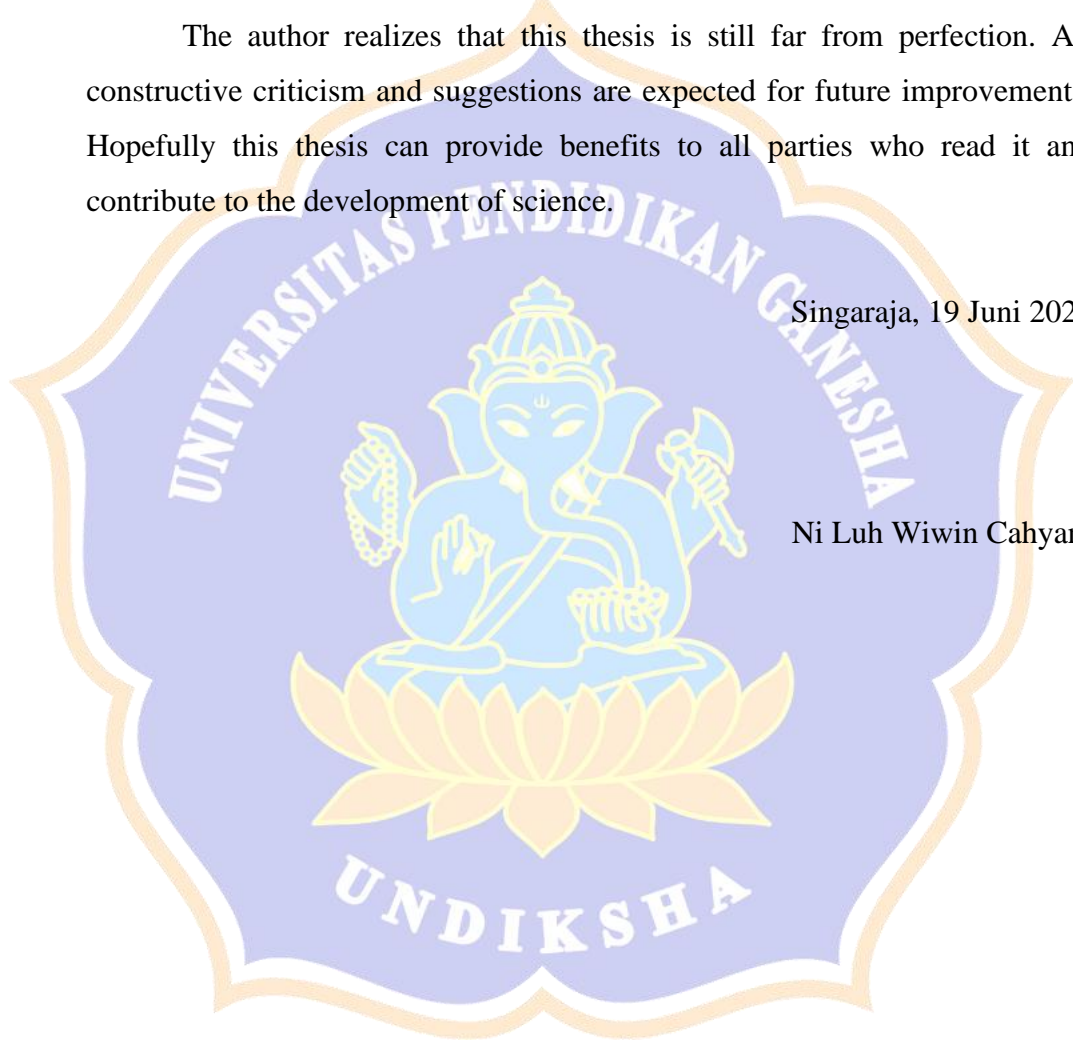 The author realizes that this thesis is still far from perfection. A
constructive criticism and suggestions are expected for future improvement
Hopefully this thesis can provide benefits to all parties who read it an
contribute to the development of science.
UNIVERSITAS PENDIDIKAN GANESHA
Singaraja, 19 Juni 202
Ni Luh Wiwin Cahyan
UNDIKSHA